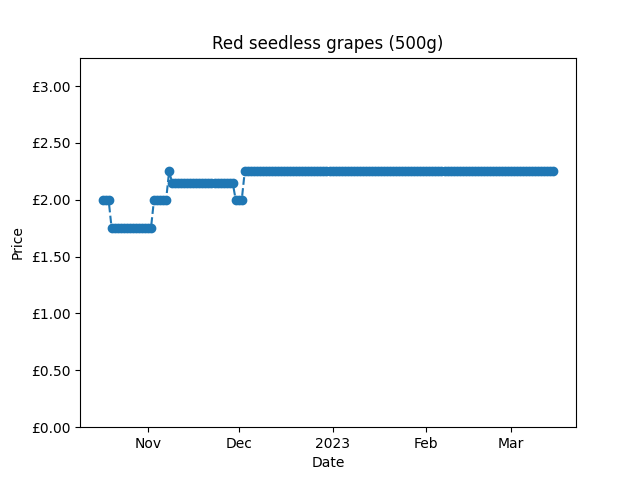 Red seedless grapes (500g)
£3.00
£2.50
£2.00
£1.50
£1.00
£0.50
£0.00
Price
Nov Dec 2023 Feb Mar
Date